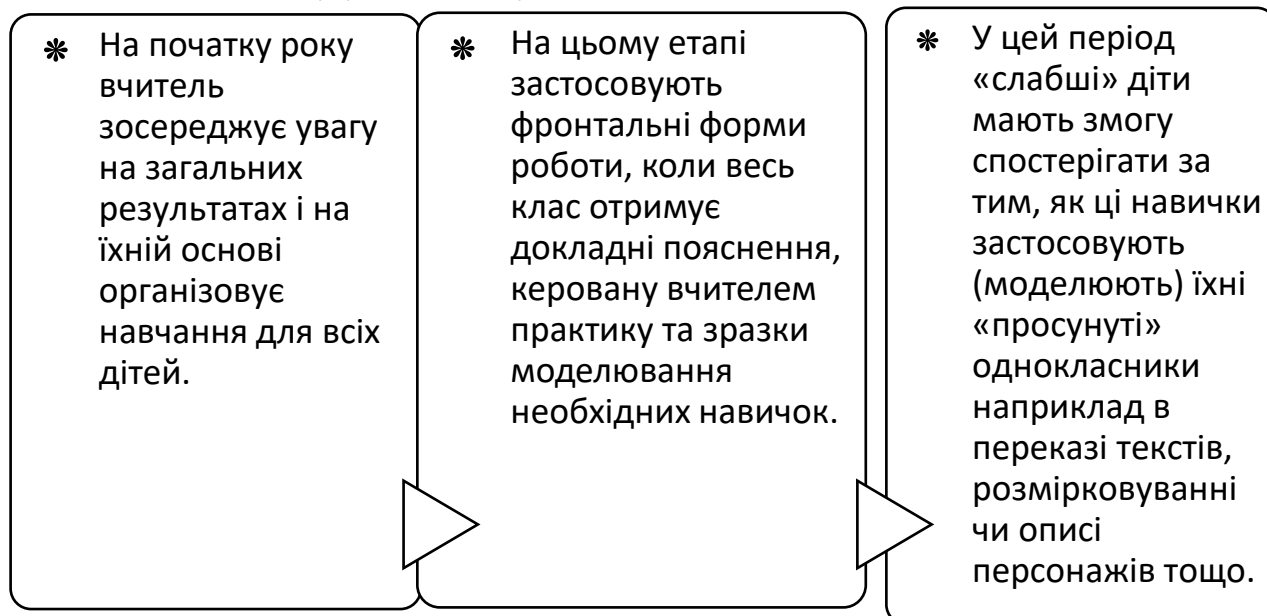 ❋ На початку року
вчитель
зосереджує увагу
на загальних
результатах і на
їхній основі
організовує
навчання для всіх
дітей.
❋ На цьому етапі
застосовують
фронтальні форми
роботи, коли весь
клас отримує
докладні пояснення,
керовану вчителем
практику та зразки
моделювання
необхідних навичок.
❋ У цей період
«слабші» діти
мають змогу
спостерігати за
тим, як ці навички
застосовують
(моделюють) їхні
«просунуті»
однокласники
наприклад в
переказі текстів,
розмірковуванні
чи описі
персонажів тощо.